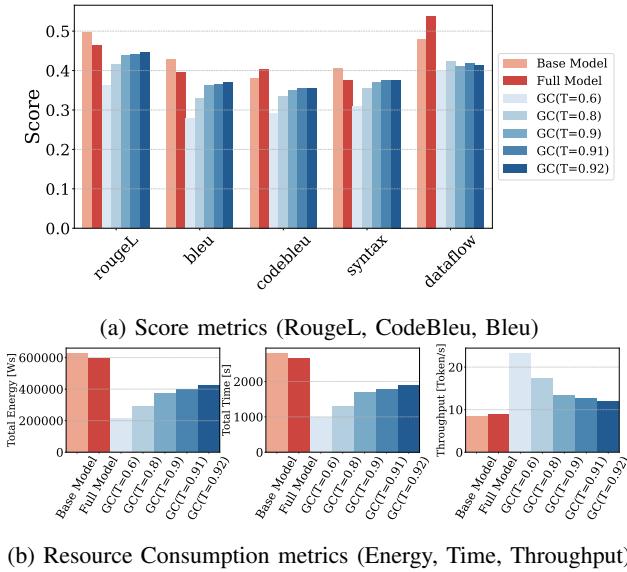 0.5
0.4
0.3
0.2
0.1
0.0
Score
rougeL
bleu
codebleu
syntax
dataflow
Base Model
Full Model
GC(T=0.6)
GC(T=0.8)
GC(T=0.9)
GC(T=0.91)
GC(T=0.92)
(a) Score metrics (RougeL, CodeBleu, Bleu)
Total Energy [Ws]
600000
400000
200000
0
Base Model
Full Model
GC(T=0.6)
GC(T=0.8)
GC(T=0.9)
GC(T=0.91)
GC(T=0.92)
Total Time [s]
2000
1000
0
Base Model
Full Model
GC(T=0.6)
GC(T=0.8)
GC(T=0.9)
GC(T=0.91)
GC(T=0.92)
Throughput [Token/s]
20
10
0
Base Model
Full Model
GC(T=0.6)
GC(T=0.8)
GC(T=0.9)
GC(T=0.91)
GC(T=0.92)
(b) Resource Consumption metrics (Energy, Time, Throughput)